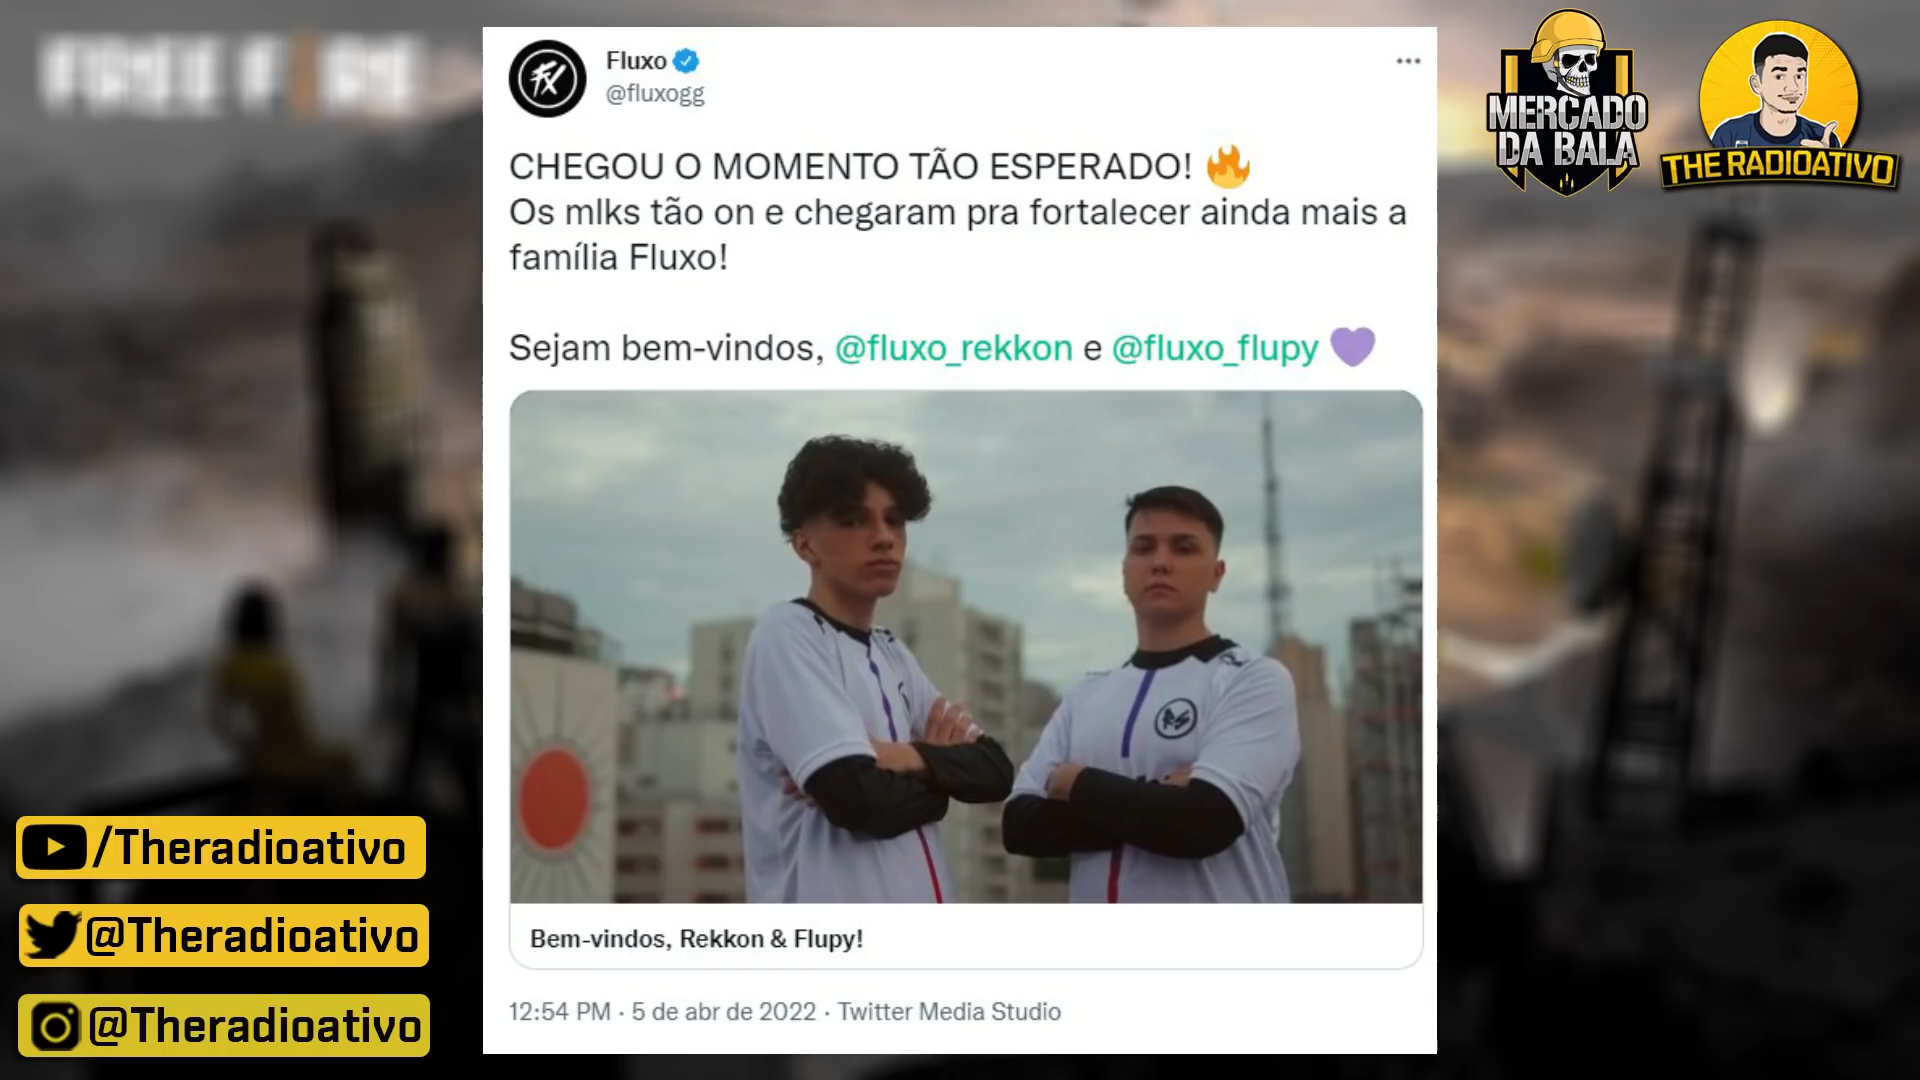 FREE FIRE
Fluxo
@fluxogg
CHEGOU O MOMENTO TÃO ESPERADO! 🔥
Os mlks tão on e chegaram pra fortalecer ainda mais a
família Fluxo!
Sejam bem-vindos, @fluxo_rekkon e @fluxo_flupy 💜
Bem-vindos, Rekkon & Flupy!
12:54 PM · 5 de abr de 2022 · Twitter Media Studio
MERCADO
DA BALA
THE RADIOATIVO
/Theradioativo
@Theradioativo
@Theradioativo